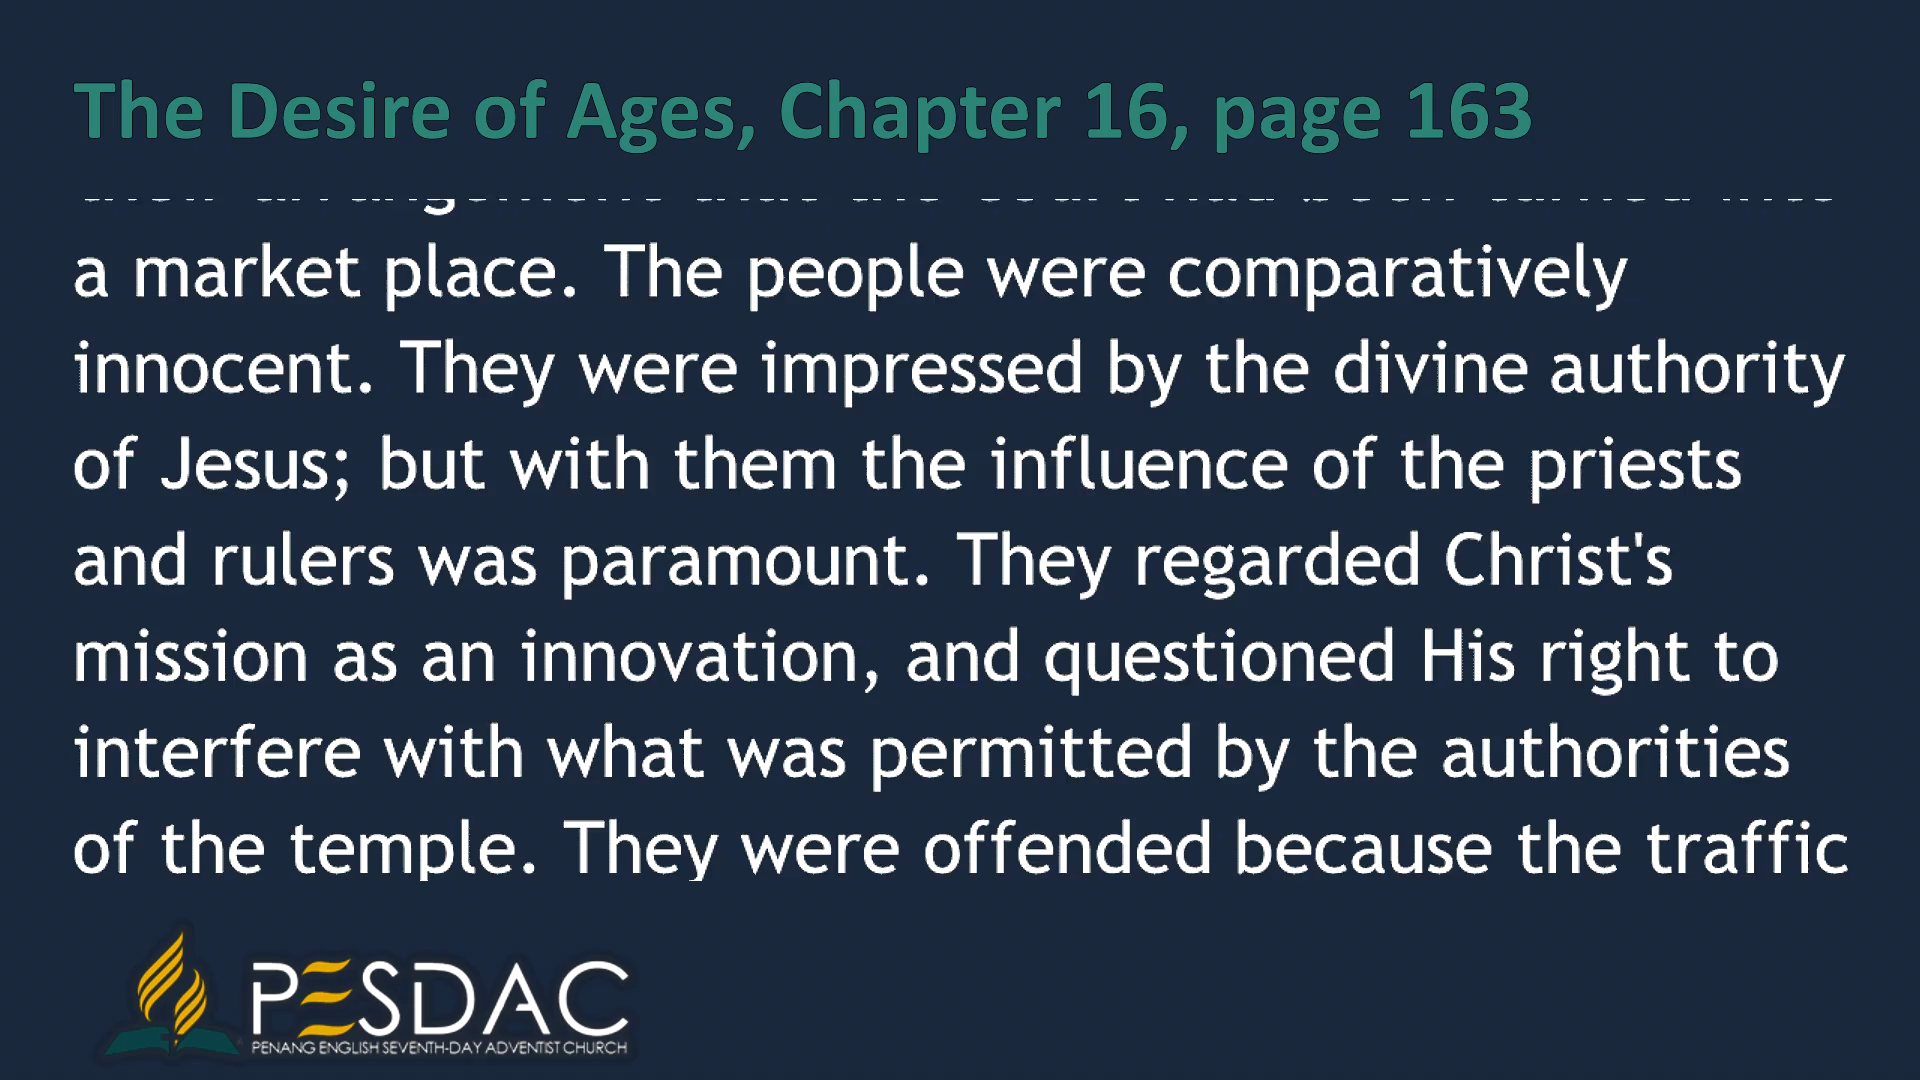 The Desire of Ages, Chapter 16, page 163
a market place. The people were comparatively
innocent. They were impressed by the divine authority
of Jesus; but with them the influence of the priests
and rulers was paramount. They regarded Christ's
mission as an innovation, and questioned His right to
interfere with what was permitted by the authorities
of the temple. They were offended because the traffic
PESDAC
PENANG ENGLISH SEVENTH-DAY ADVENTIST CHURCH